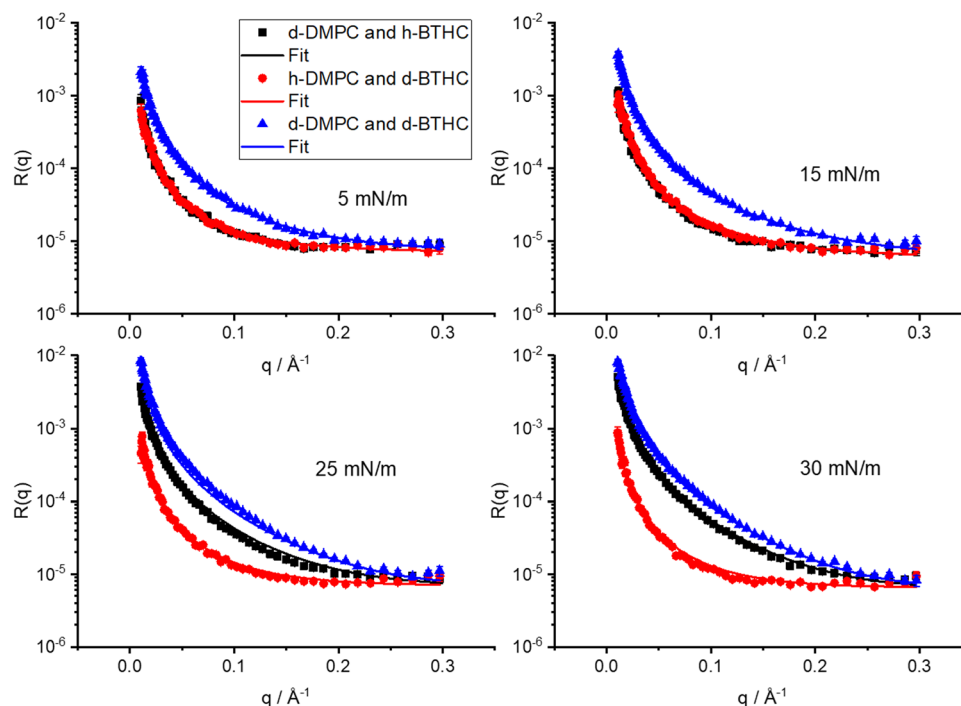 10⁻²
10⁻³
10⁻⁴
10⁻⁵
10⁻⁶
R(q)
d-DMPC and h-BTHC
Fit
h-DMPC and d-BTHC
Fit
d-DMPC and d-BTHC
Fit
5 mN/m
0.0 0.1 0.2 0.3
q / Å⁻¹
10⁻²
10⁻³
10⁻⁴
10⁻⁵
10⁻⁶
R(q)
15 mN/m
0.0 0.1 0.2 0.3
q / Å⁻¹
10⁻²
10⁻³
10⁻⁴
10⁻⁵
10⁻⁶
R(q)
25 mN/m
0.0 0.1 0.2 0.3
q / Å⁻¹
10⁻²
10⁻³
10⁻⁴
10⁻⁵
10⁻⁶
R(q)
30 mN/m
0.0 0.1 0.2 0.3
q / Å⁻¹